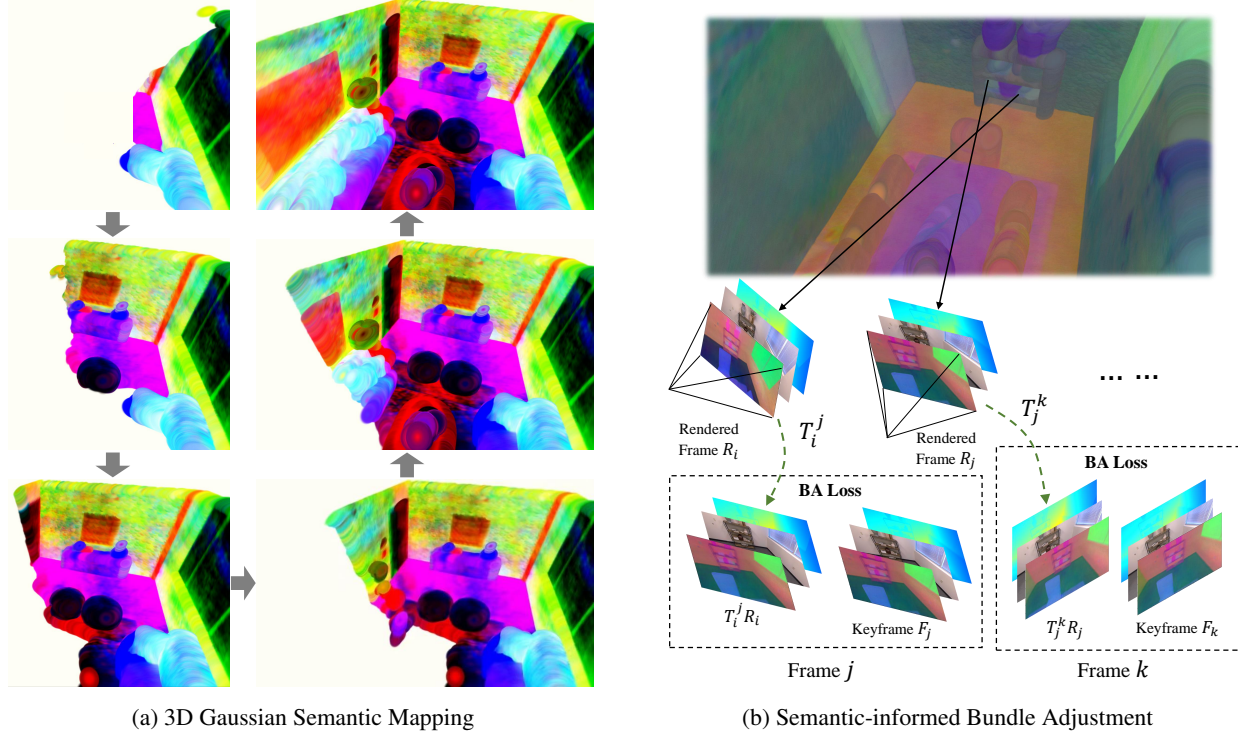 T_i^j
T_j^k
... ...
Rendered
Frame R_i
Rendered
Frame R_j
BA Loss
BA Loss
T_i^j R_i
Keyframe F_j
T_j^k R_j
Keyframe F_k
Frame j
Frame k
(a) 3D Gaussian Semantic Mapping
(b) Semantic-informed Bundle Adjustment